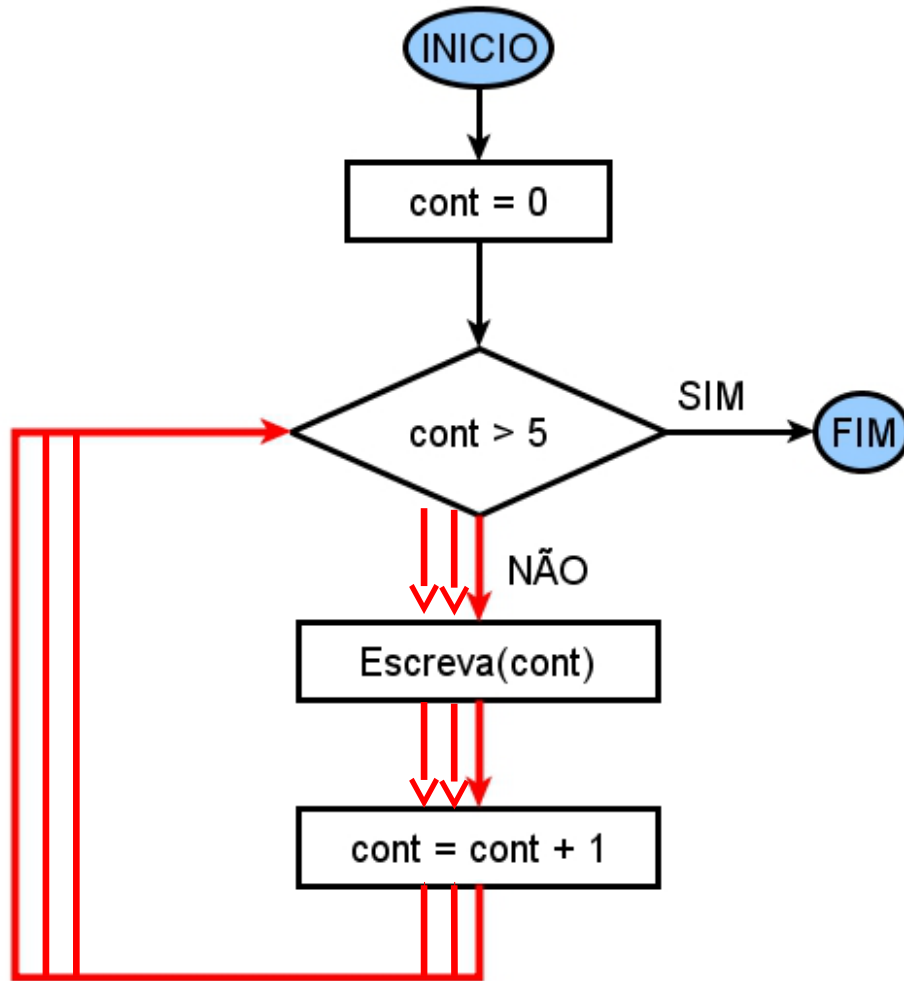 INICIO
cont = 0
cont > 5
SIM
FIM
NÃO
Escreva(cont)
cont = cont + 1